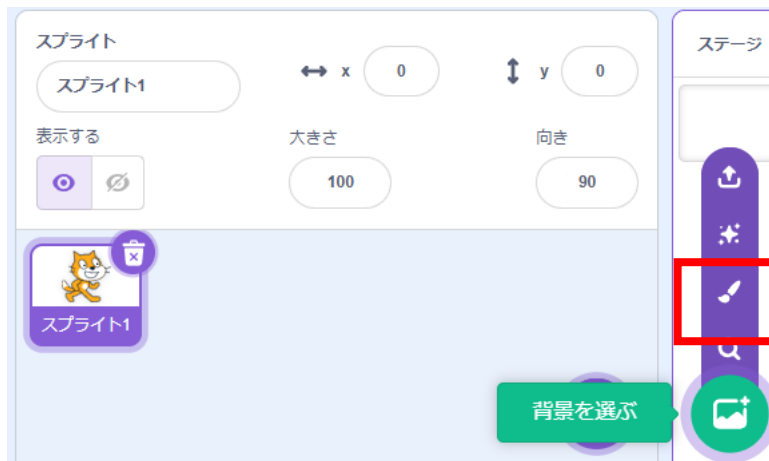 スプライト
スプライト1
x 0
y 0
ステージ
表示する
大きさ
向き
100
90
スプライト1
背景を選ぶ